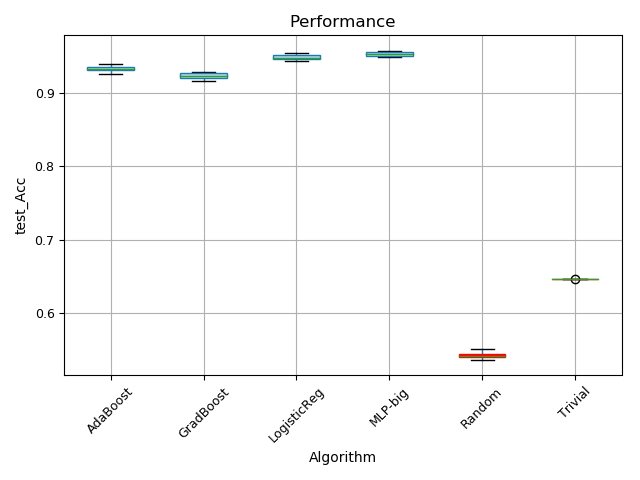 Performance
test_Acc
0.9
0.8
0.7
0.6
AdaBoost
GradBoost
LogisticReg
MLP-big
Random
Trivial
Algorithm